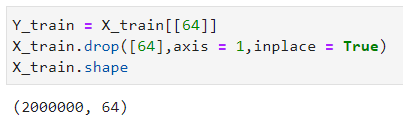 Y_train = X_train[[64]]
X_train.drop([64],axis = 1,inplace = True)
X_train.shape
(2000000, 64)